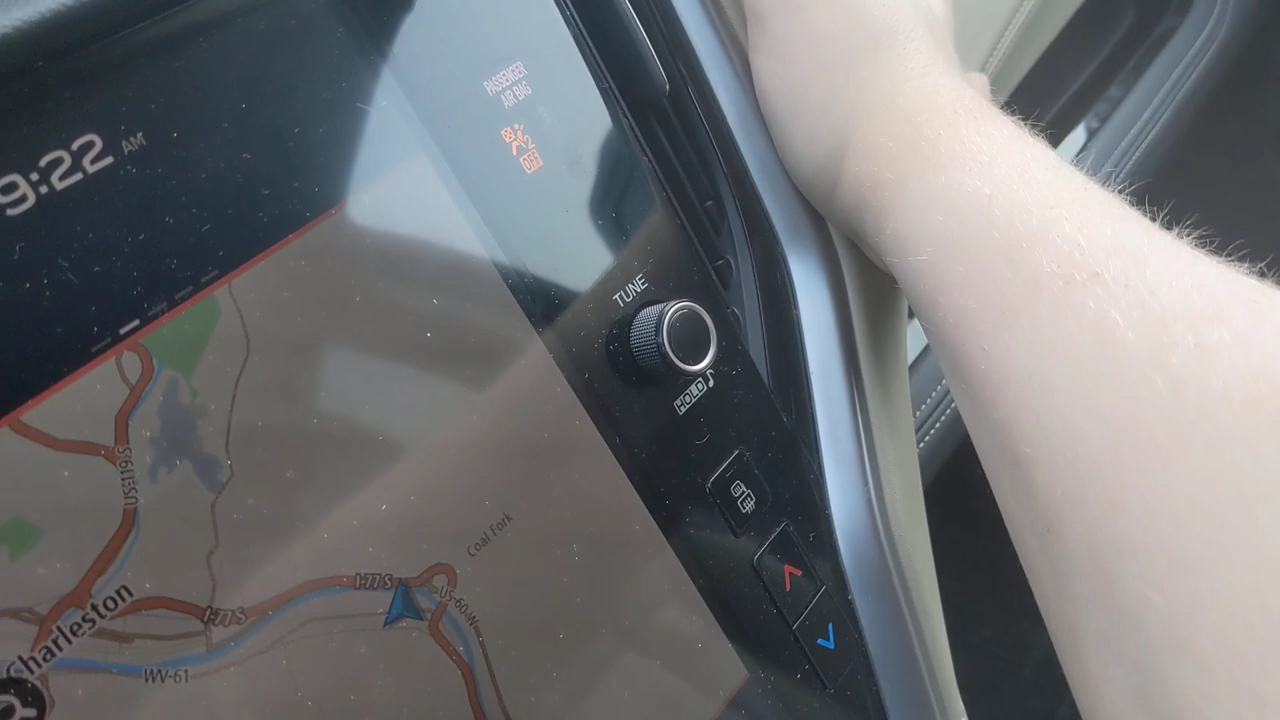 PASSENGER
AIR BAG
2
OFF
9:22 AM
TUNE
HOLD
US-119 S
Coal Fork
I-77 S
I-77 S
US-60 W
Charleston
WV-61